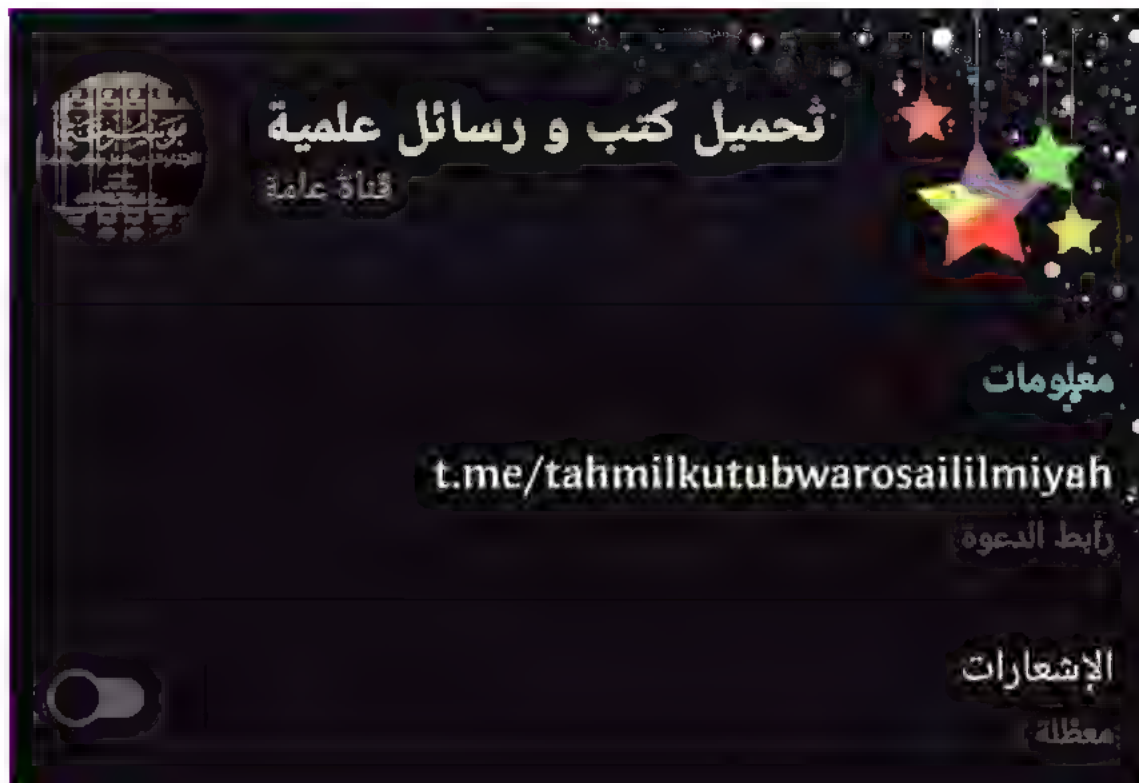 تحميل كتب و رسائل علمية
قناة عامة
معلومات
t.me/tahmilkutubwarosaililmiyah
رابط الدعوة
الإشعارات
معطلة